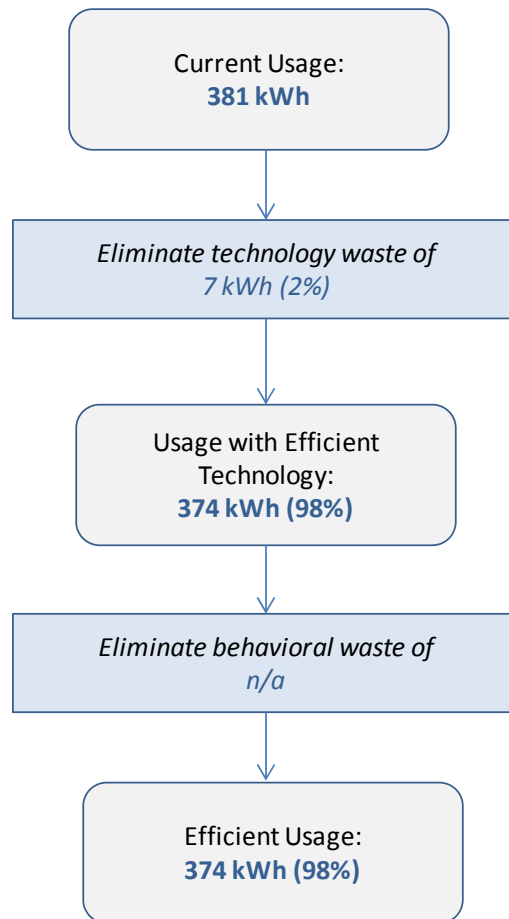 Current Usage:
381 kWh
Eliminate technology waste of
7 kWh (2%)
Usage with Efficient
Technology:
374 kWh (98%)
Eliminate behavioral waste of
n/a
Efficient Usage:
374 kWh (98%)